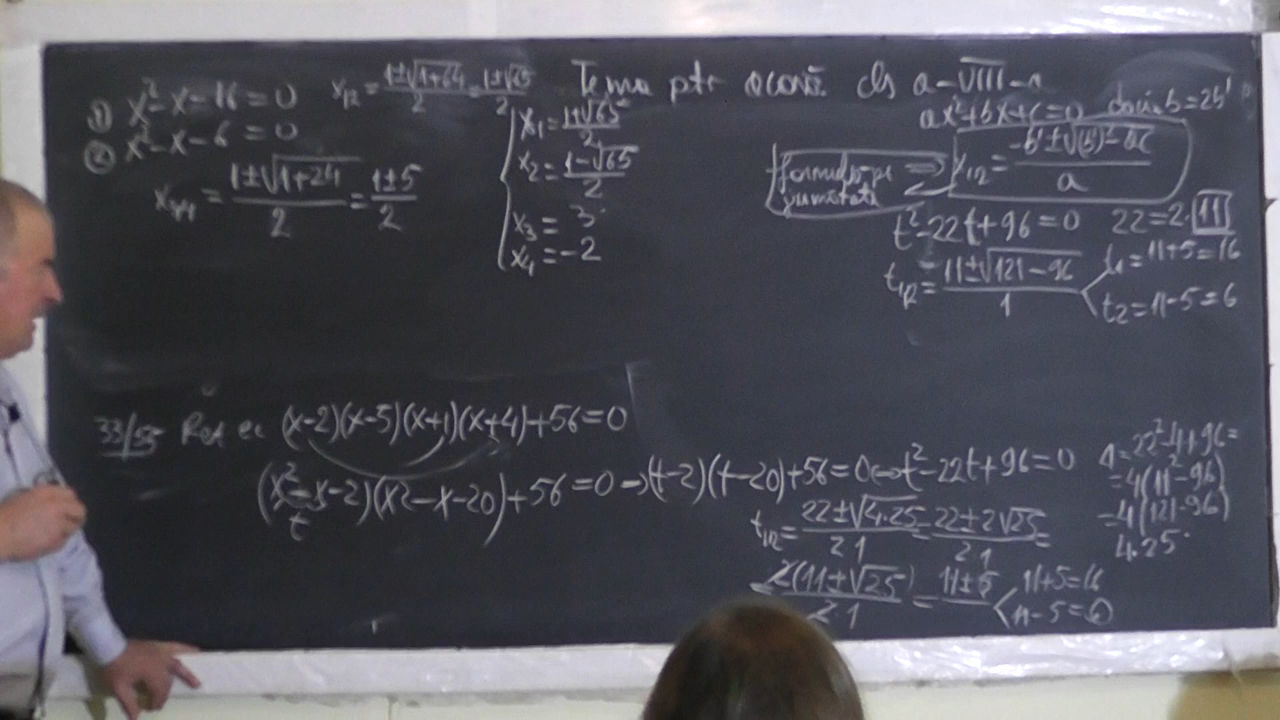 ① x²-x-16=0
x₁₂ = (1±√1+64)/2 = (1±√65)/2
② x²-x-6=0
x₃,₄ = (1±√1+24)/2 = (1±5)/2
x₁ = (1+√65)/2
x₂ = (1-√65)/2
x₃ = 3
x₄ = -2
Tema ptr cls a-VIII-a
ax²+bx+c=0 dacă b=2b'
formula pe jumătate
x₁₂ = (-b'±√(b')²-ac)/a
t²-22t+96=0 22=2·11
t₁₂ = (11±√121-96)/1
t₁=11+5=16
t₂=11-5=6
33/55 Rez ec (x-2)(x-5)(x+1)(x+4)+56=0
(x²-x-2)(x²-x-20)+56=0→(t-2)(t-20)+56=0⇔t²-22t+96=0
t
t₁₂ = (22±√4·25)/2·1 = (22±2√25)/2·1 =
= 2(11±√25)/2·1 = (11±5)/
11+5=16
11-5=6
Δ=22²-4·96=
=4(11²-96)
=4(121-96)
4·25